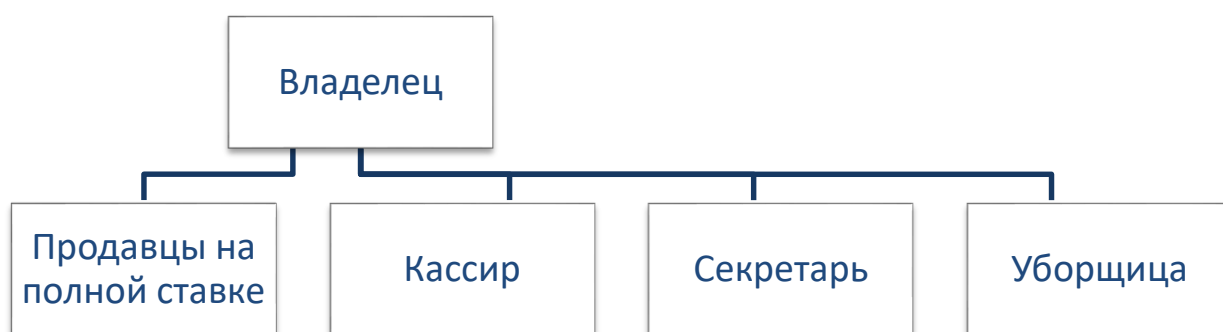 Владелец
Продавцы на
полной ставке
Кассир
Секретарь
Уборщица